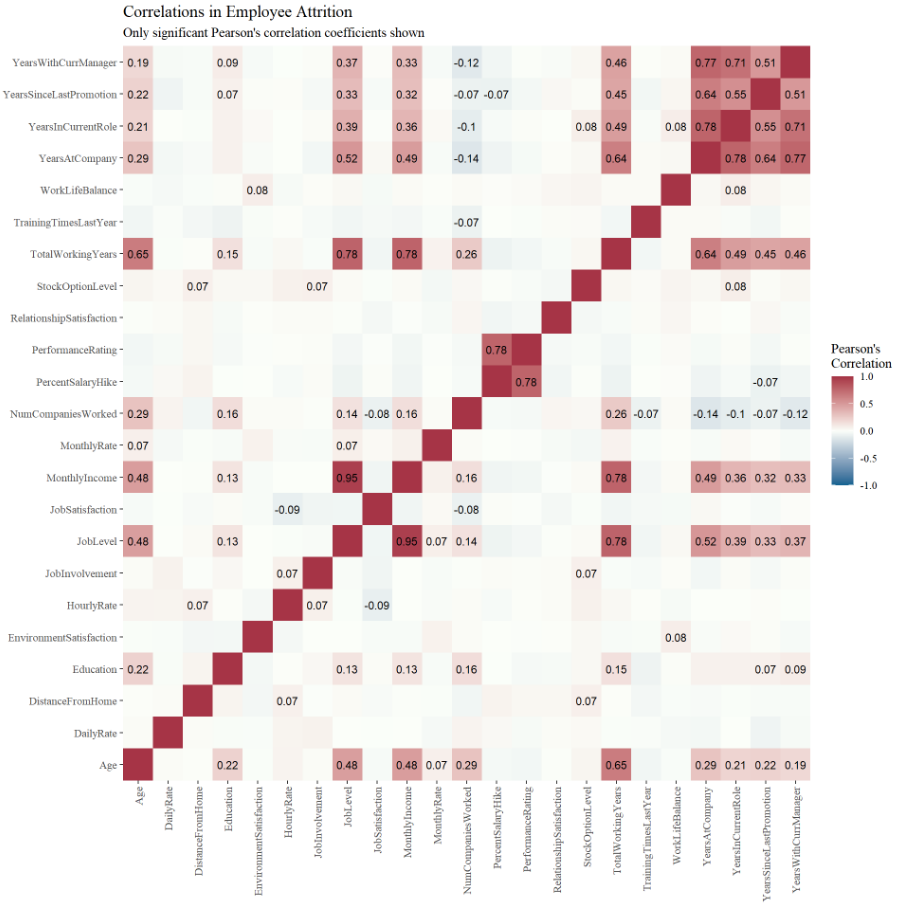 Correlations in Employee Attrition
Only significant Pearson's correlation coefficients shown
YearsWithCurrManager 0.19 0.09 0.37 0.33 -0.12 0.46 0.77 0.71 0.51
YearsSinceLastPromotion 0.22 0.07 0.33 0.32 -0.07 -0.07 0.45 0.64 0.55 0.51
YearsInCurrentRole 0.21 0.39 0.36 -0.1 0.08 0.49 0.08 0.78 0.55 0.71
YearsAtCompany 0.29 0.52 0.49 -0.14 0.64 0.78 0.64 0.77
WorkLifeBalance 0.08 0.08
TrainingTimesLastYear -0.07
TotalWorkingYears 0.65 0.15 0.78 0.78 0.26 0.64 0.49 0.45 0.46
StockOptionLevel 0.07 0.07 0.08
RelationshipSatisfaction
PerformanceRating 0.78
PercentSalaryHike 0.78 -0.07
NumCompaniesWorked 0.29 0.16 0.14 -0.08 0.16 0.26 -0.07 -0.14 -0.1 -0.07 -0.12
MonthlyRate 0.07 0.07
MonthlyIncome 0.48 0.13 0.95 0.16 0.78 0.49 0.36 0.32 0.33
JobSatisfaction -0.09 -0.08
JobLevel 0.48 0.13 0.95 0.07 0.14 0.78 0.52 0.39 0.33 0.37
JobInvolvement 0.07 0.07
HourlyRate 0.07 0.07 -0.09
EnvironmentSatisfaction 0.08
Education 0.22 0.13 0.13 0.16 0.15 0.07 0.09
DistanceFromHome 0.07 0.07
DailyRate
Age 0.22 0.48 0.48 0.07 0.29 0.65 0.29 0.21 0.22 0.19
Age
DailyRate
DistanceFromHome
Education
EnvironmentSatisfaction
HourlyRate
JobInvolvement
JobLevel
JobSatisfaction
MonthlyIncome
MonthlyRate
NumCompaniesWorked
PercentSalaryHike
PerformanceRating
RelationshipSatisfaction
StockOptionLevel
TotalWorkingYears
TrainingTimesLastYear
WorkLifeBalance
YearsAtCompany
YearsInCurrentRole
YearsSinceLastPromotion
YearsWithCurrManager
Pearson's
Correlation
1.0
0.5
0.0
-0.5
-1.0